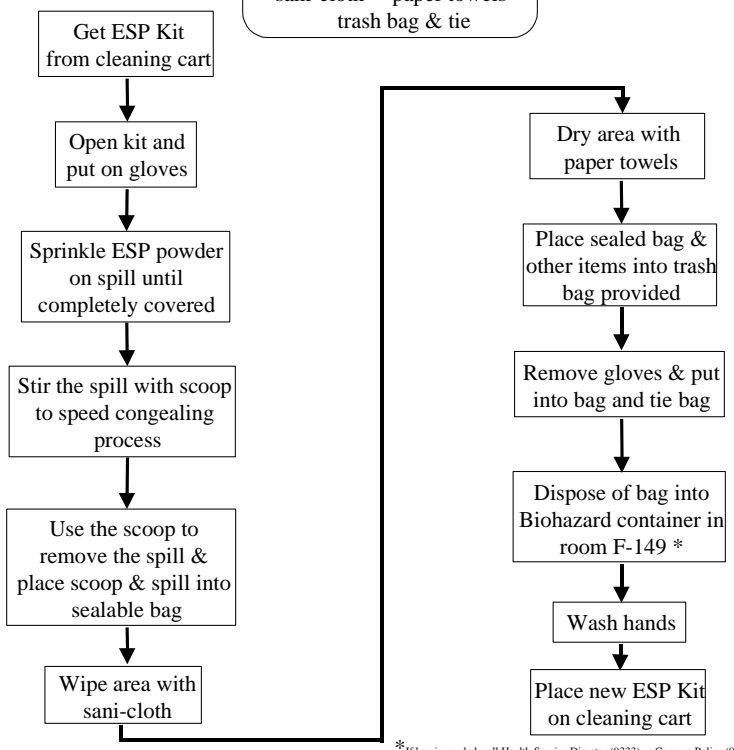 trash bag & tie
Get ESP Kit
from cleaning cart
Open kit and
put on gloves
Sprinkle ESP powder
on spill until
completely covered
Stir the spill with scoop
to speed congealing
process
Use the scoop to
remove the spill &
place scoop & spill into
sealable bag
Wipe area with
sani-cloth
Dry area with
paper towels
Place sealed bag &
other items into trash
bag provided
Remove gloves & put
into bag and tie bag
Dispose of bag into
Biohazard container in
room F-149 *
Wash hands
Place new ESP Kit
on cleaning cart
*